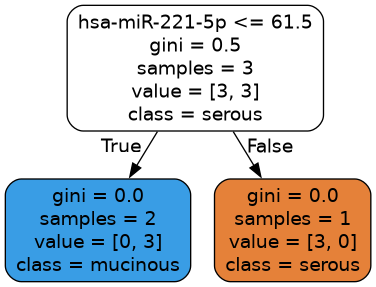 hsa-miR-221-5p <= 61.5
gini = 0.5
samples = 3
value = [3, 3]
class = serous
True
False
gini = 0.0
samples = 2
value = [0, 3]
class = mucinous
gini = 0.0
samples = 1
value = [3, 0]
class = serous